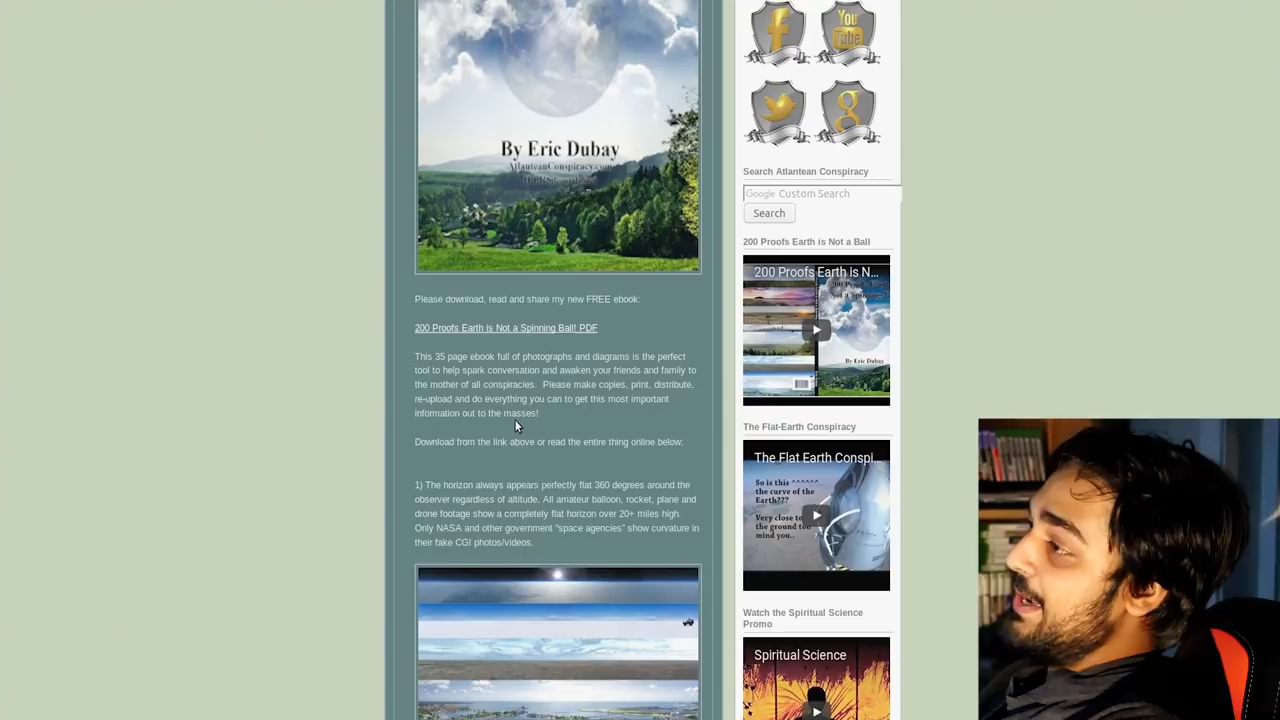 By Eric Dubay
AtlanteanConspiracy.com
Please download, read and share my new FREE ebook:
200 Proofs Earth is Not a Spinning Ball! PDF
This 35 page ebook full of photographs and diagrams is the perfect
tool to help spark conversation and awaken your friends and family to
the mother of all conspiracies.  Please make copies, print, distribute,
re-upload and do everything you can to get this most important
information out to the masses!
Download from the link above or read the entire thing online below:
1) The horizon always appears perfectly flat 360 degrees around the
observer regardless of altitude. All amateur balloon, rocket, plane and
drone footage show a completely flat horizon over 20+ miles high.
Only NASA and other government “space agencies” show curvature in
their fake CGI photos/videos.
f
You
Tube
g
Search Atlantean Conspiracy
Google Custom Search
Search
200 Proofs Earth is Not a Ball
200 Proofs Earth is N...
By Eric Dubay
The Flat-Earth Conspiracy
The Flat Earth Conspi...
So is this ^^^^^^
the curve of the
Earth???
Very close to
the ground too
mind you..
Watch the Spiritual Science
Promo
Spiritual Science